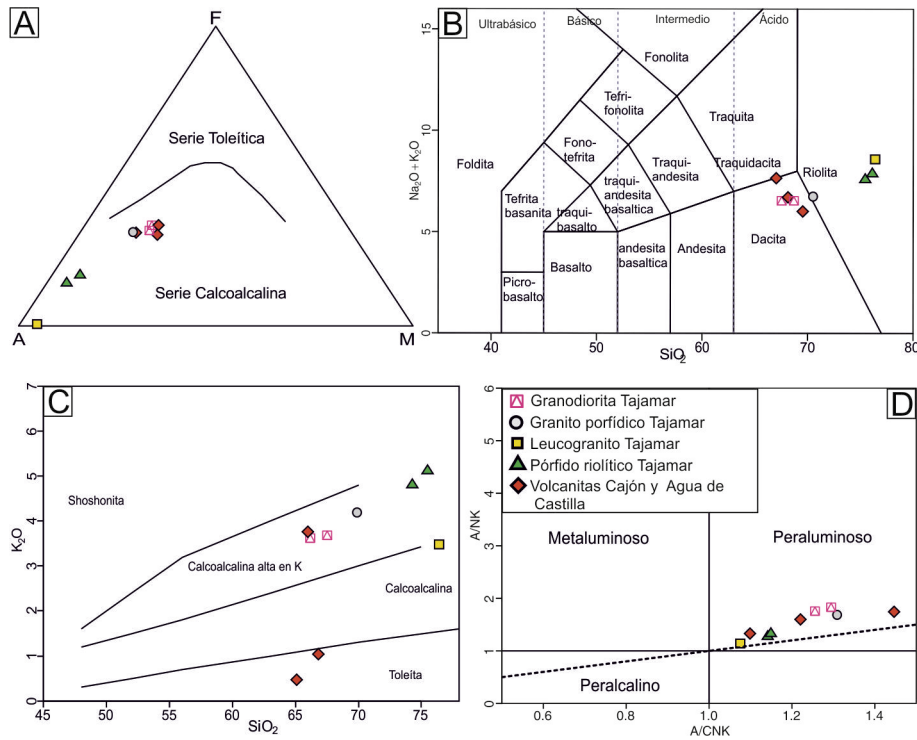 A
F
Serie Toleítica
Serie Calcoalcalina
A
M
B
Ultrabásico
Básico
Intermedio
Ácido
15
10
5
0
Na2O + K2O
Foldita
Fonolita
Tefri-
fonolita
Fono-
tefrita
Tefrita
basanita
traqui-
basalto
traqui-
andesita
basaltica
Traqui-
andesita
Traquita
Traquidacita
Riolita
Dacita
Andesita
andesita
basaltica
Basalto
Picro-
basalto
40
50
60
70
80
SiO2
C
7
6
5
4
3
2
1
0
K2O
Shoshonita
Calcoalcalina alta en K
Calcoalcalina
Toleíta
45
50
55
60
65
70
75
SiO2
D
Granodiorita Tajamar
Granito porfídico Tajamar
Leucogranito Tajamar
Pórfido riolítico Tajamar
Volcanitas Cajón y Agua de
Castilla
6
5
4
3
2
1
0
A/NK
Metaluminoso
Peraluminoso
Peralcalino
0.6
0.8
1.0
1.2
1.4
A/CNK